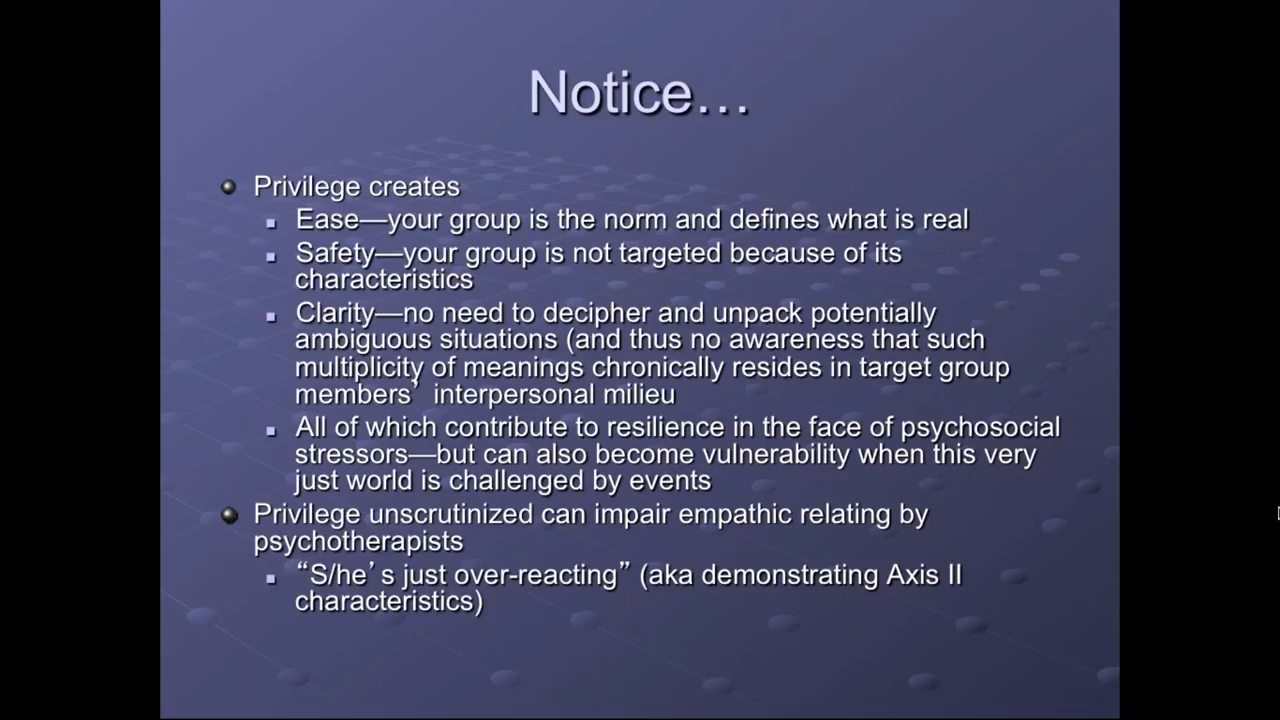 Notice…
Privilege creates
Ease—your group is the norm and defines what is real
Safety—your group is not targeted because of its
characteristics
Clarity—no need to decipher and unpack potentially
ambiguous situations (and thus no awareness that such
multiplicity of meanings chronically resides in target group
members’ interpersonal milieu
All of which contribute to resilience in the face of psychosocial
stressors—but can also become vulnerability when this very
just world is challenged by events
Privilege unscrutinized can impair empathic relating by
psychotherapists
“S/he’s just over-reacting” (aka demonstrating Axis II
characteristics)